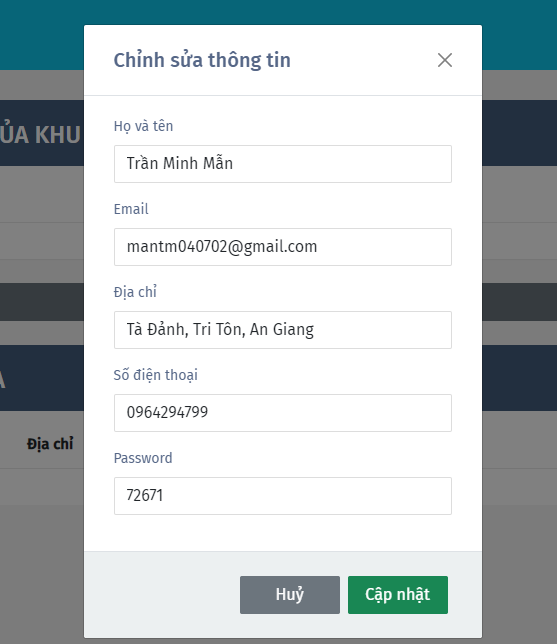 Chỉnh sửa thông tin
ỦA KHU
Họ và tên
Trần Minh Mẫn
Email
mantm040702@gmail.com
Địa chỉ
Tà Đảnh, Tri Tôn, An Giang
Số điện thoại
0964294799
Địa chỉ
Password
72671
Huỷ
Cập nhật